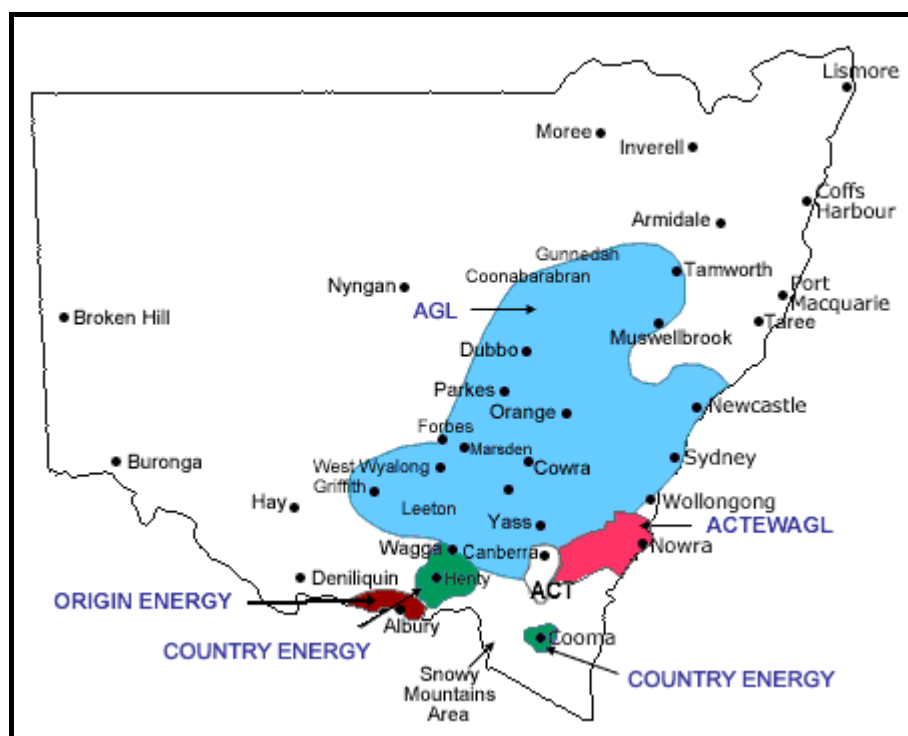 Lismore
Moree
Inverell
Coffs
Harbour
Armidale
Gunnedah
Coonabarabran
Tamworth
Nyngan
Port
Macquarie
AGL
Broken Hill
Taree
Muswellbrook
Dubbo
Parkes
Orange
Newcastle
Forbes
Marsden
Buronga
West Wyalong
Cowra
Sydney
Griffith
Hay
Leeton
Wollongong
Yass
ACTEWAGL
Wagga
Canberra
Nowra
Deniliquin
Henty
ACT
ORIGIN ENERGY
Albury
COUNTRY ENERGY
Cooma
Snowy
Mountains
Area
COUNTRY ENERGY